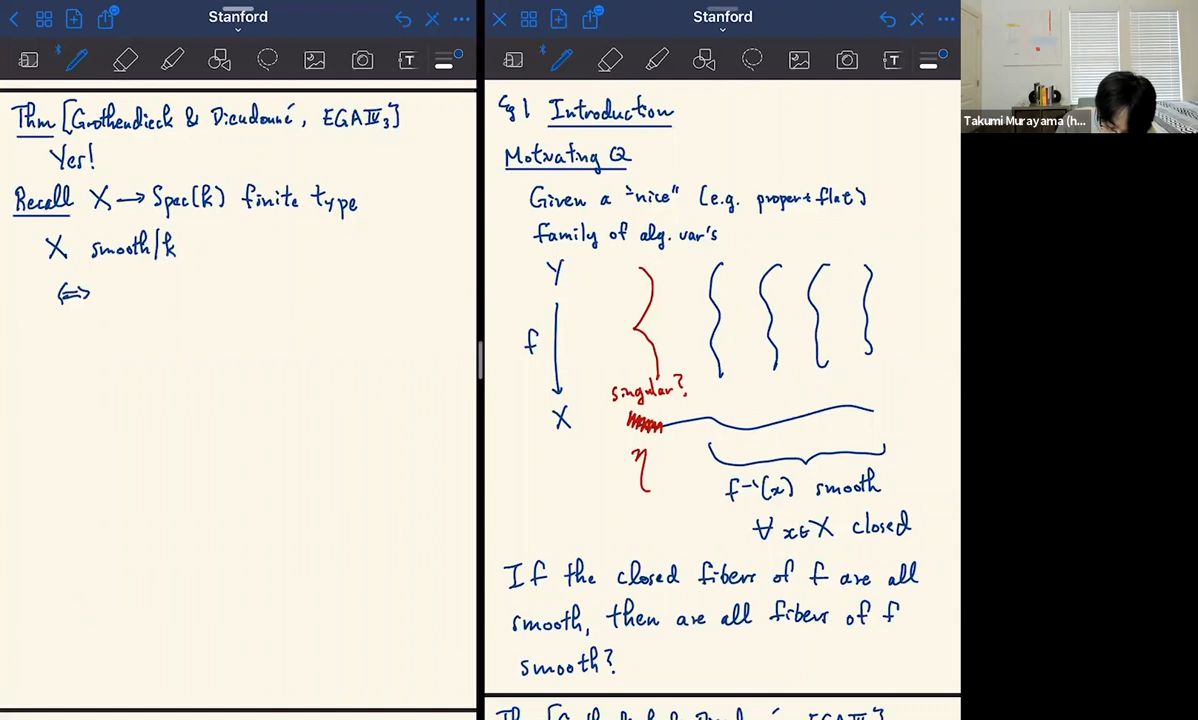 Stanford
Thm [Grothendieck & Dieudonné, EGA IV₃]
Yes!
Recall X → Spec(k) finite type
X smooth/k
⟺
Stanford
§1 Introduction
Motivating Q
Given a "nice" (e.g. proper + flat)
family of alg. var's
Y
f
singular?
X
η
f⁻¹(x) smooth
∀ x∈X closed
If the closed fibers of f are all
smooth, then are all fibers of f
smooth?
Takumi Murayama (h...